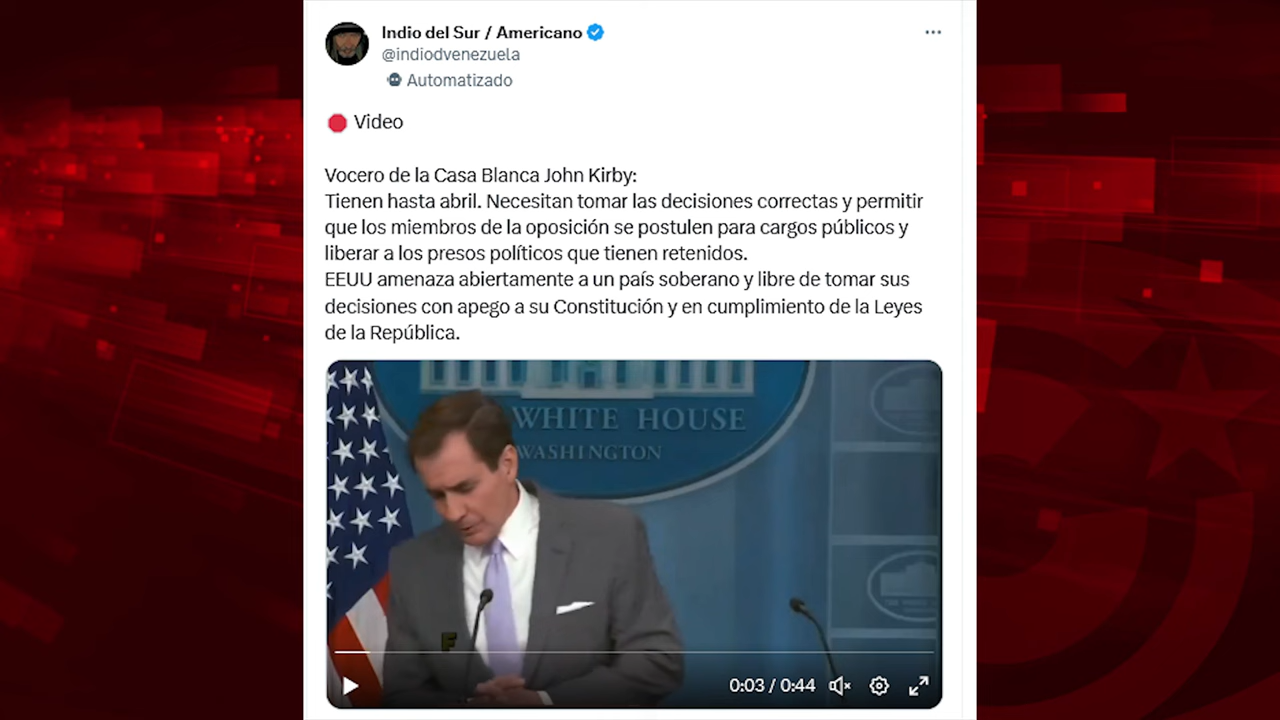 Indio del Sur / Americano
@indiodvenezuela
Automatizado
Video
Vocero de la Casa Blanca John Kirby:
Tienen hasta abril. Necesitan tomar las decisiones correctas y permitir
que los miembros de la oposición se postulen para cargos públicos y
liberar a los presos políticos que tienen retenidos.
EEUU amenaza abiertamente a un país soberano y libre de tomar sus
decisiones con apego a su Constitución y en cumplimiento de la Leyes
de la República.
WHITE HOUSE
WASHINGTON
F
0:03 / 0:44